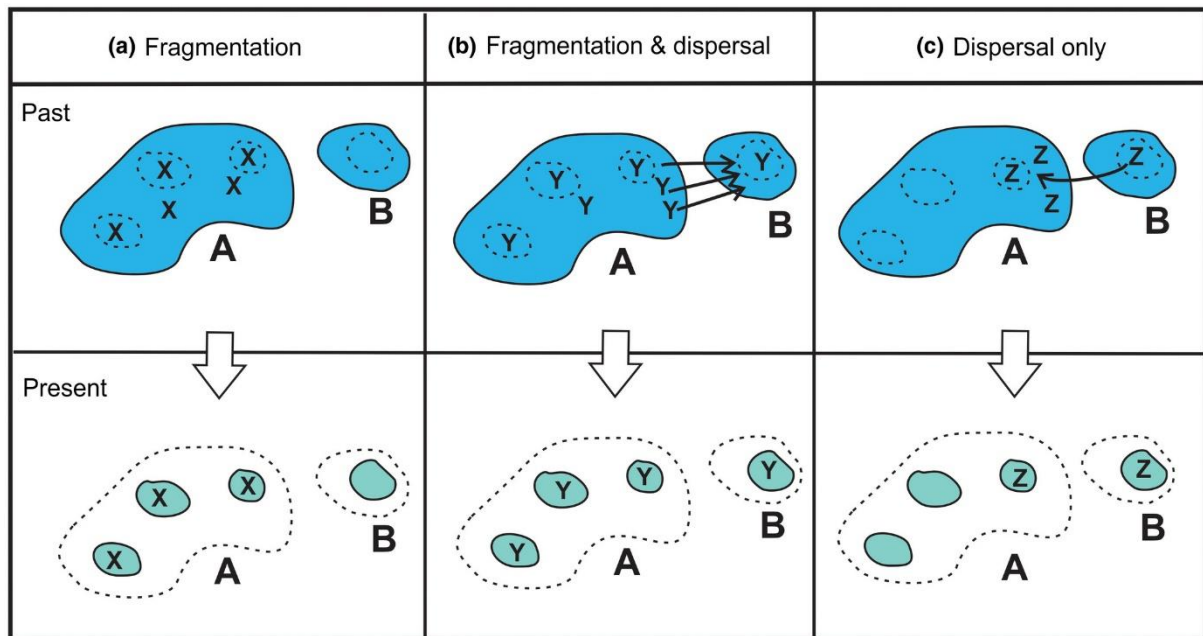 (a) Fragmentation
(b) Fragmentation & dispersal
(c) Dispersal only
Past
X X
X
X
X
A
B
Y Y Y
Y
Y
Y
Y
A
B
Z Z Z
Z
A
B
Present
X X
X
A
B
Y Y Y
Y
A
B
Z Z
A
B